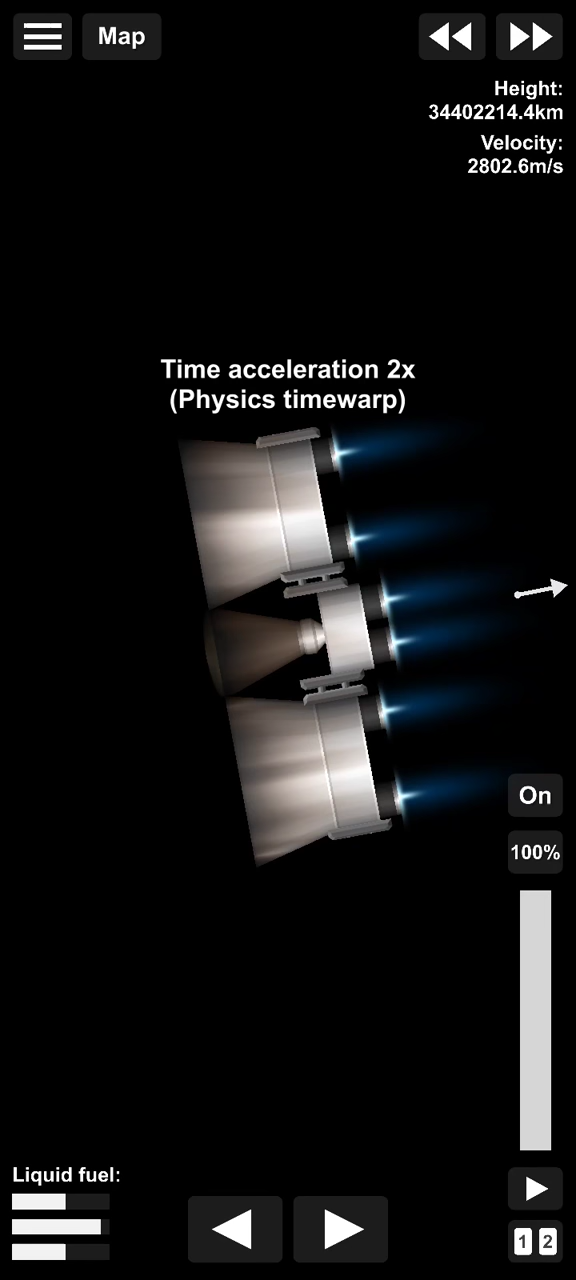 Map
Height:
34402214.4km
Velocity:
2802.6m/s
Time acceleration 2x
(Physics timewarp)
On
100%
Liquid fuel:
1 2